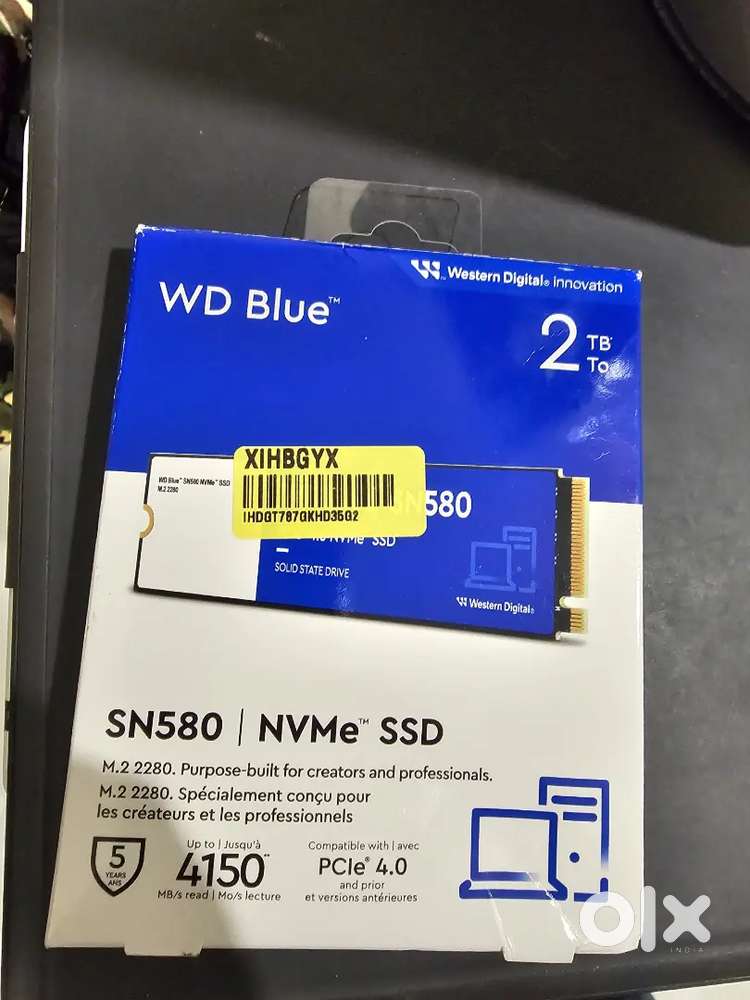 Western Digital® innovation
WD Blue™
2 TB
To
XIHBGYX
IHDGT787GKHD35G2
WD Blue™ SN580 NVMe™ SSD
M.2 2280
SN580
NVMe™ SSD
SOLID STATE DRIVE
Western Digital®
SN580 | NVMe™ SSD
M.2 2280. Purpose-built for creators and professionals.
M.2 2280. Spécialement conçu pour
les créateurs et les professionnels
5
YEARS
ANS
Up to | Jusqu'à
4150**
MB/s read | Mo/s lecture
Compatible with | avec
PCIe® 4.0
and prior
et versions antérieures
olx
INDIA